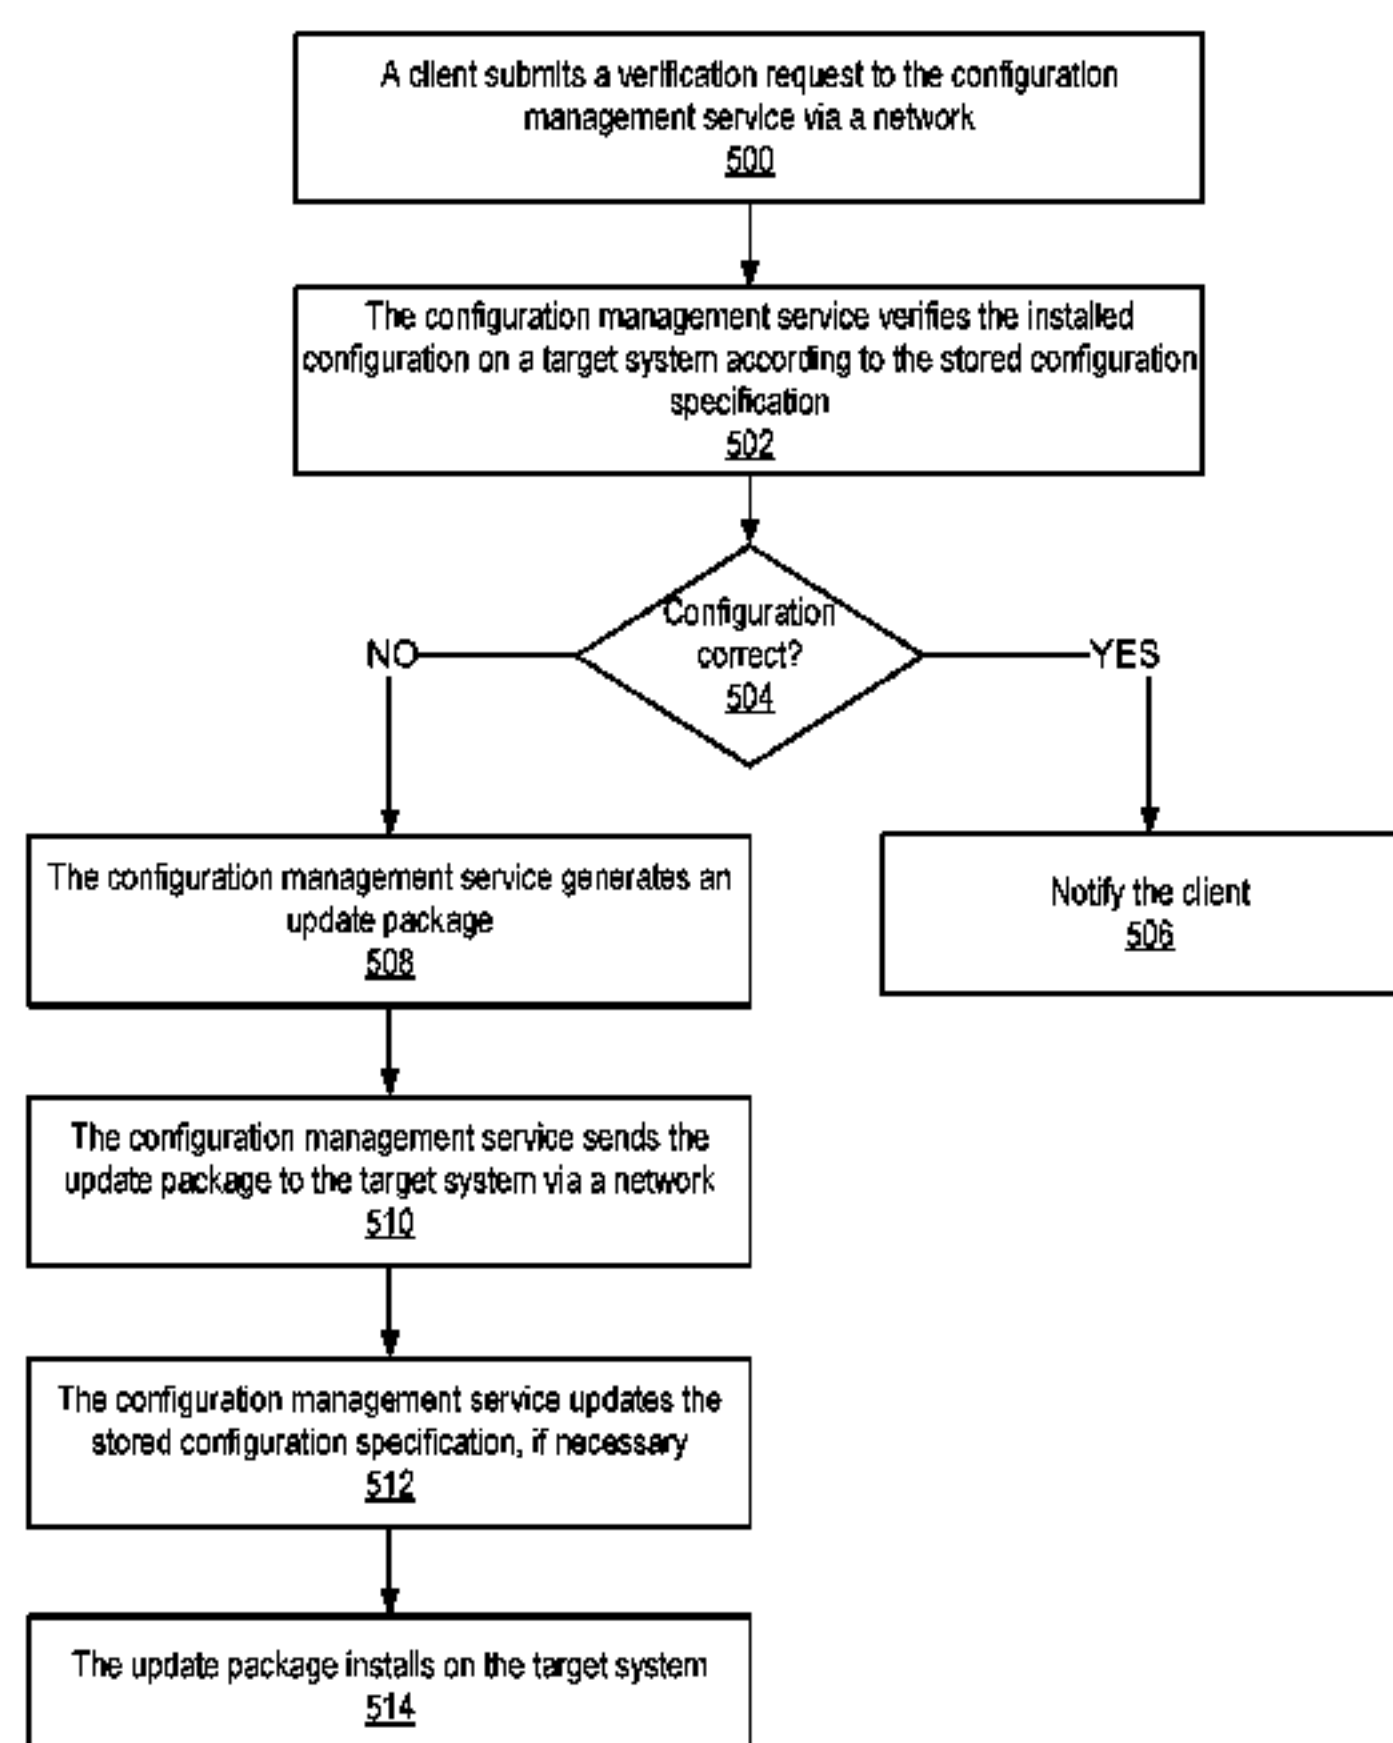 A client submits a verification request to the configuration
management service via a network
500
The configuration management service verifies the installed
configuration on a target system according to the stored configuration
specification
502
Configuration
correct?
504
NO
YES
The configuration management service generates an
update package
508
Notify the client
506
The configuration management service sends the
update package to the target system via a network
510
The configuration management service updates the
stored configuration specification, if necessary
512
The update package installs on the target system
514